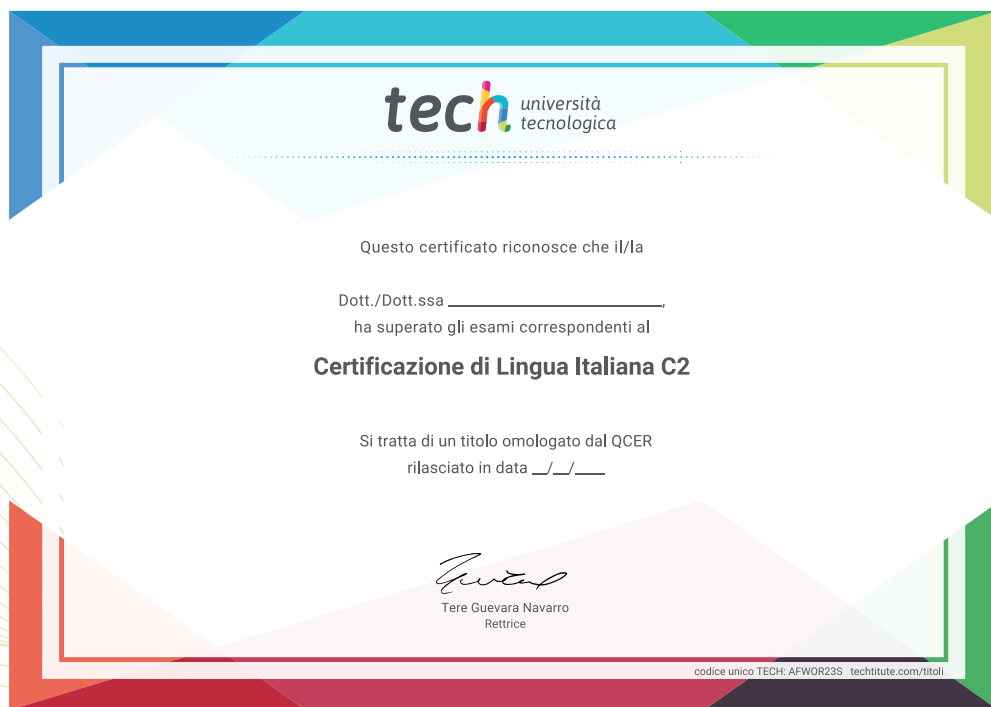 tech università
tecnologica
Questo certificato riconosce che il/la
Dott./Dott.ssa ____________________,
ha superato gli esami correspondenti al
Certificazione di Lingua Italiana C2
Si tratta di un titolo omologato dal QCER
rilasciato in data __/__/____
Tere Guevara Navarro
Rettrice
codice unico TECH: AFWOR23S techtitute.com/titoli